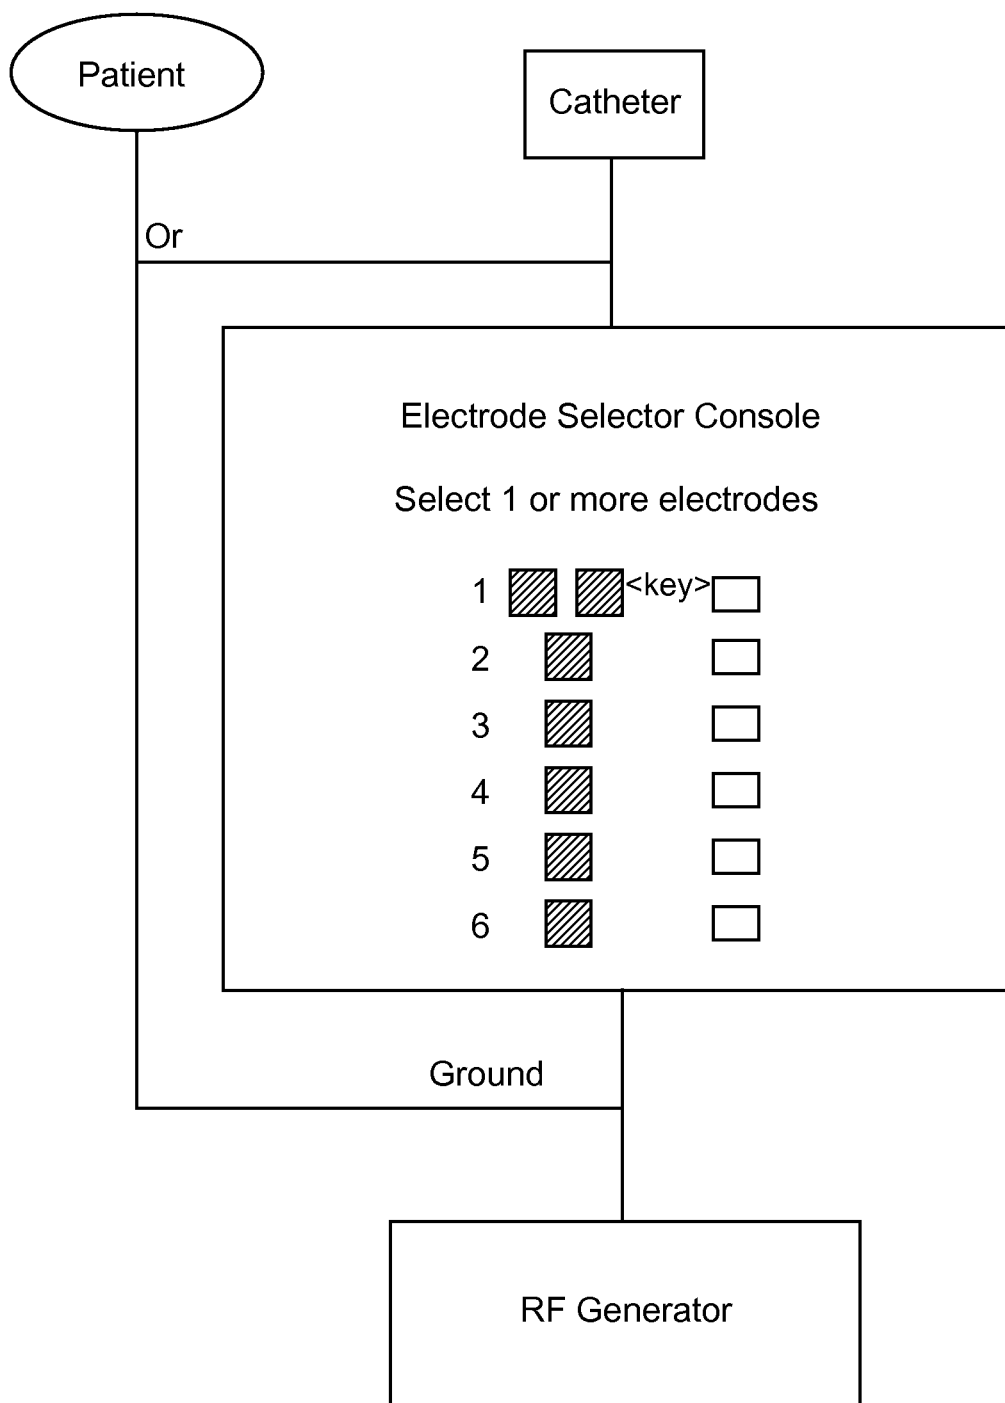 Patient
Catheter
Or
Electrode Selector Console
Select 1 or more electrodes
1 <key>
2
3
4
5
6
Ground
RF Generator